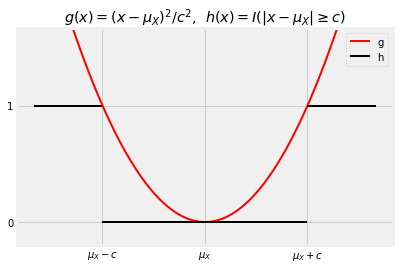 g(x) = (x − μ_X)²/c²,  h(x) = I(|x − μ_X| ≥ c)
g
h
1
0
μ_X − c
μ_X
μ_X + c